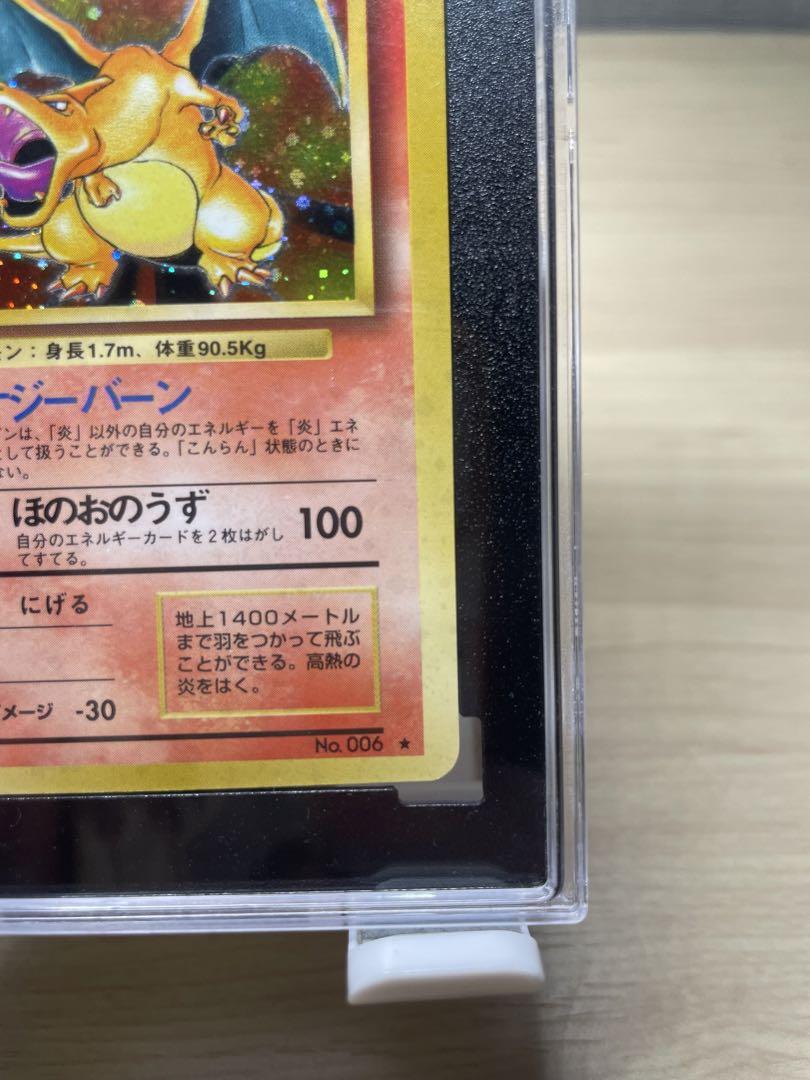 ン：身長1.7m、体重90.5Kg
ージーバーン
ンは、「炎」以外の自分のエネルギーを「炎」エネ
として扱うことができる。「こんらん」状態のときに
ない。
ほのおのうず 100
自分のエネルギーカードを2枚はがし
てすてる。
にげる
地上1400メートル
まで羽をつかって飛ぶ
ことができる。高熱の
炎をはく。
メージ -30
No. 006 ★